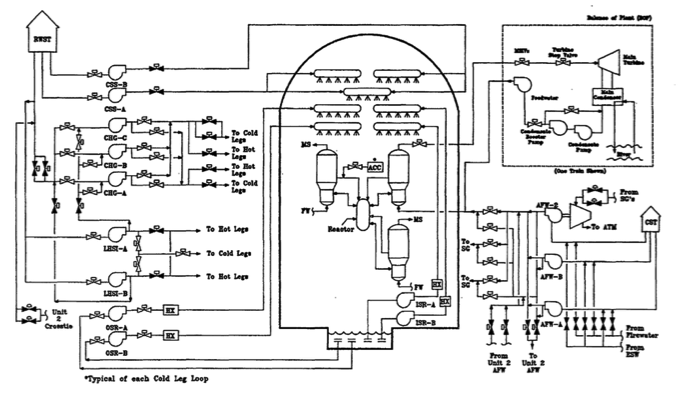 Balance of Plant (BOP)
RWST
CSS-B
CSS-A
CHG-C
CHG-B
CHG-A
To Cold
Legs
To Hot
Legs
To Hot
Legs
To Cold
Legs
LHSI-A
LHSI-B
To Hot Legs
To Cold Legs
To Hot Legs
Unit
2
Crosstie
OSR-A
OSR-B
HX
HX
*Typical of each Cold Leg Loop
MS
*
ACC
FW
Reactor
MS
FW
HX
HX
ISR-A
ISR-B
Turbine
Stop Valve
Main
Turbine
Main
Condenser
Feedwater
Condensate
Booster
Pump
Condensate
Pump
River
(One Train Shown)
From
SG's
AFW-2
To ATM
CST
To
SG
AFW-B
To
SG
AFW-A
From
Unit 2
AFW
To
Unit 2
AFW
From
Firewater
From
ESW